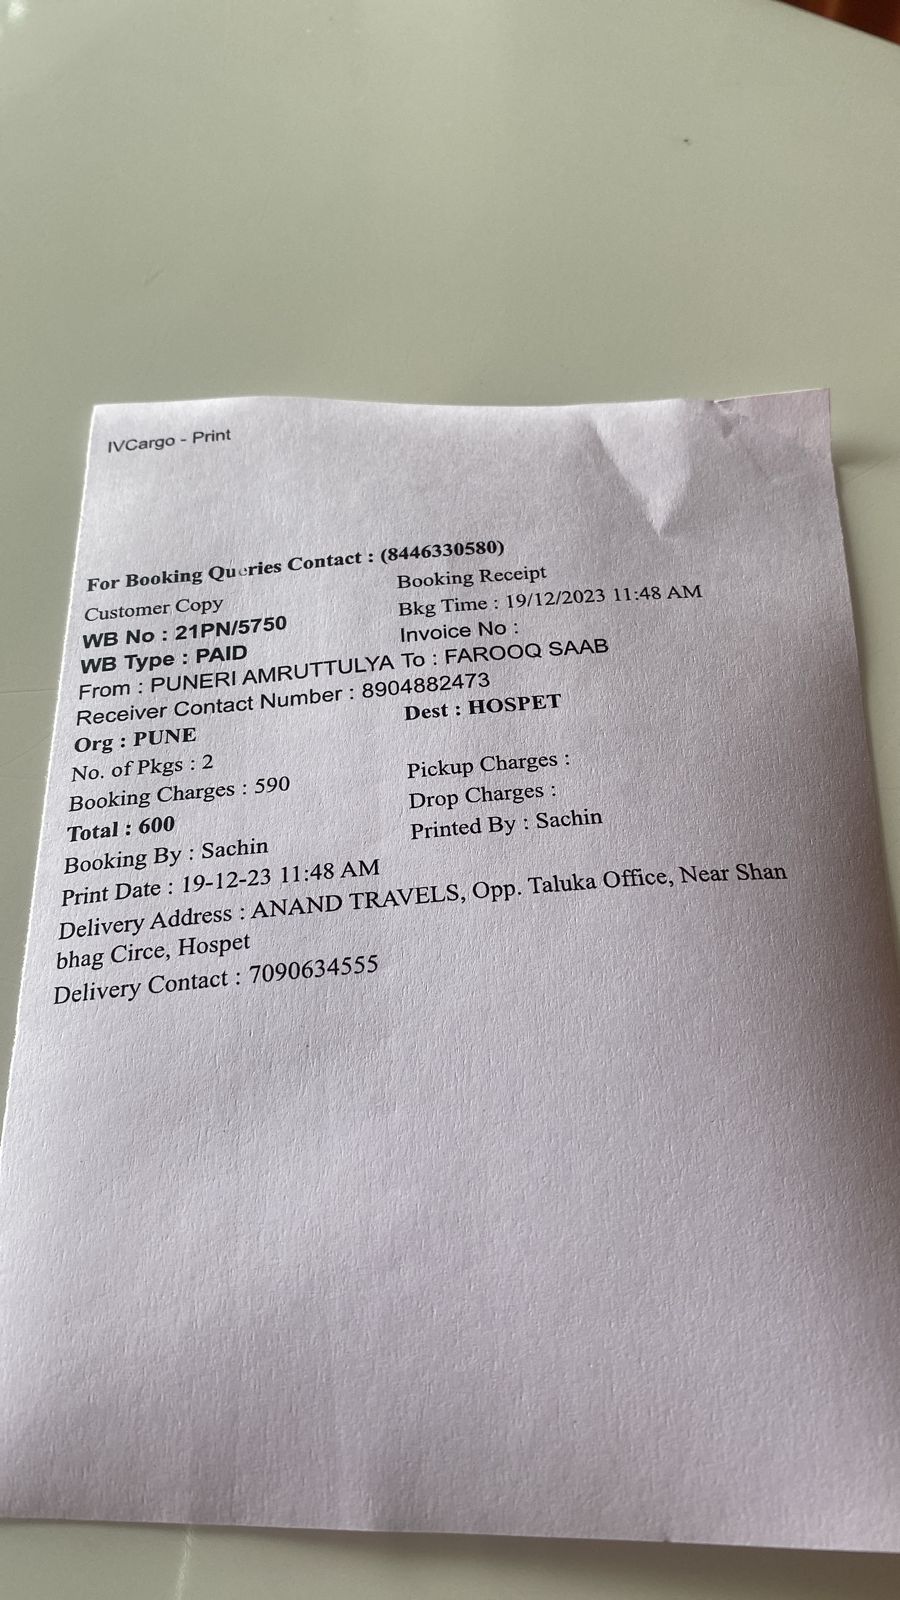 IVCargo - Print
For Booking Queries Contact : (8446330580)
Customer Copy Booking Receipt
WB No : 21PN/5750 Bkg Time : 19/12/2023 11:48 AM
WB Type : PAID Invoice No :
From : PUNERI AMRUTTULYA To : FAROOQ SAAB
Receiver Contact Number : 8904882473
Org : PUNE Dest : HOSPET
No. of Pkgs : 2
Booking Charges : 590 Pickup Charges :
Total : 600 Drop Charges :
Booking By : Sachin Printed By : Sachin
Print Date : 19-12-23 11:48 AM
Delivery Address : ANAND TRAVELS, Opp. Taluka Office, Near Shan
bhag Circe, Hospet
Delivery Contact : 7090634555